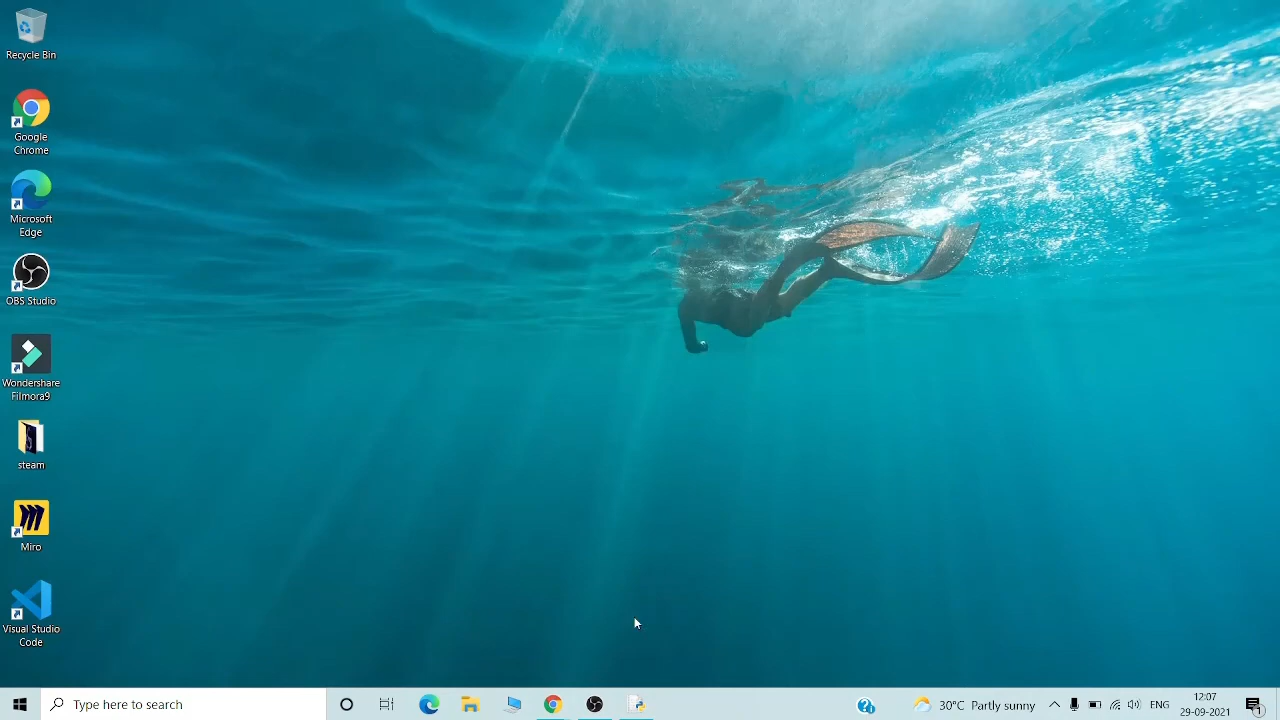 Recycle Bin
Google
Chrome
Microsoft
Edge
OBS Studio
Wondershare
Filmora9
steam
Miro
Visual Studio
Code
Type here to search
30°C Partly sunny
ENG
12:07
29-09-2021
1